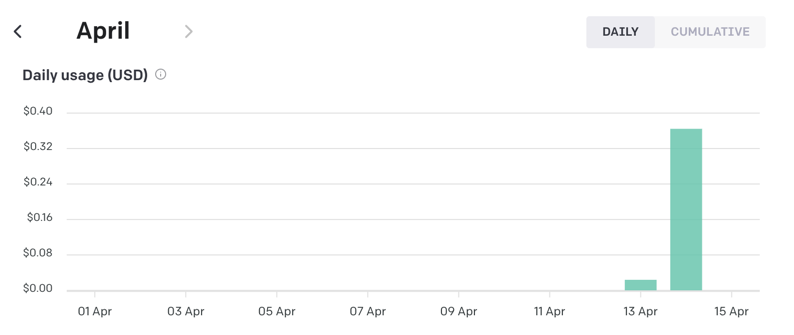 April
DAILY CUMULATIVE
Daily usage (USD)
$0.40
$0.32
$0.24
$0.16
$0.08
$0.00
01 Apr 03 Apr 05 Apr 07 Apr 09 Apr 11 Apr 13 Apr 15 Apr